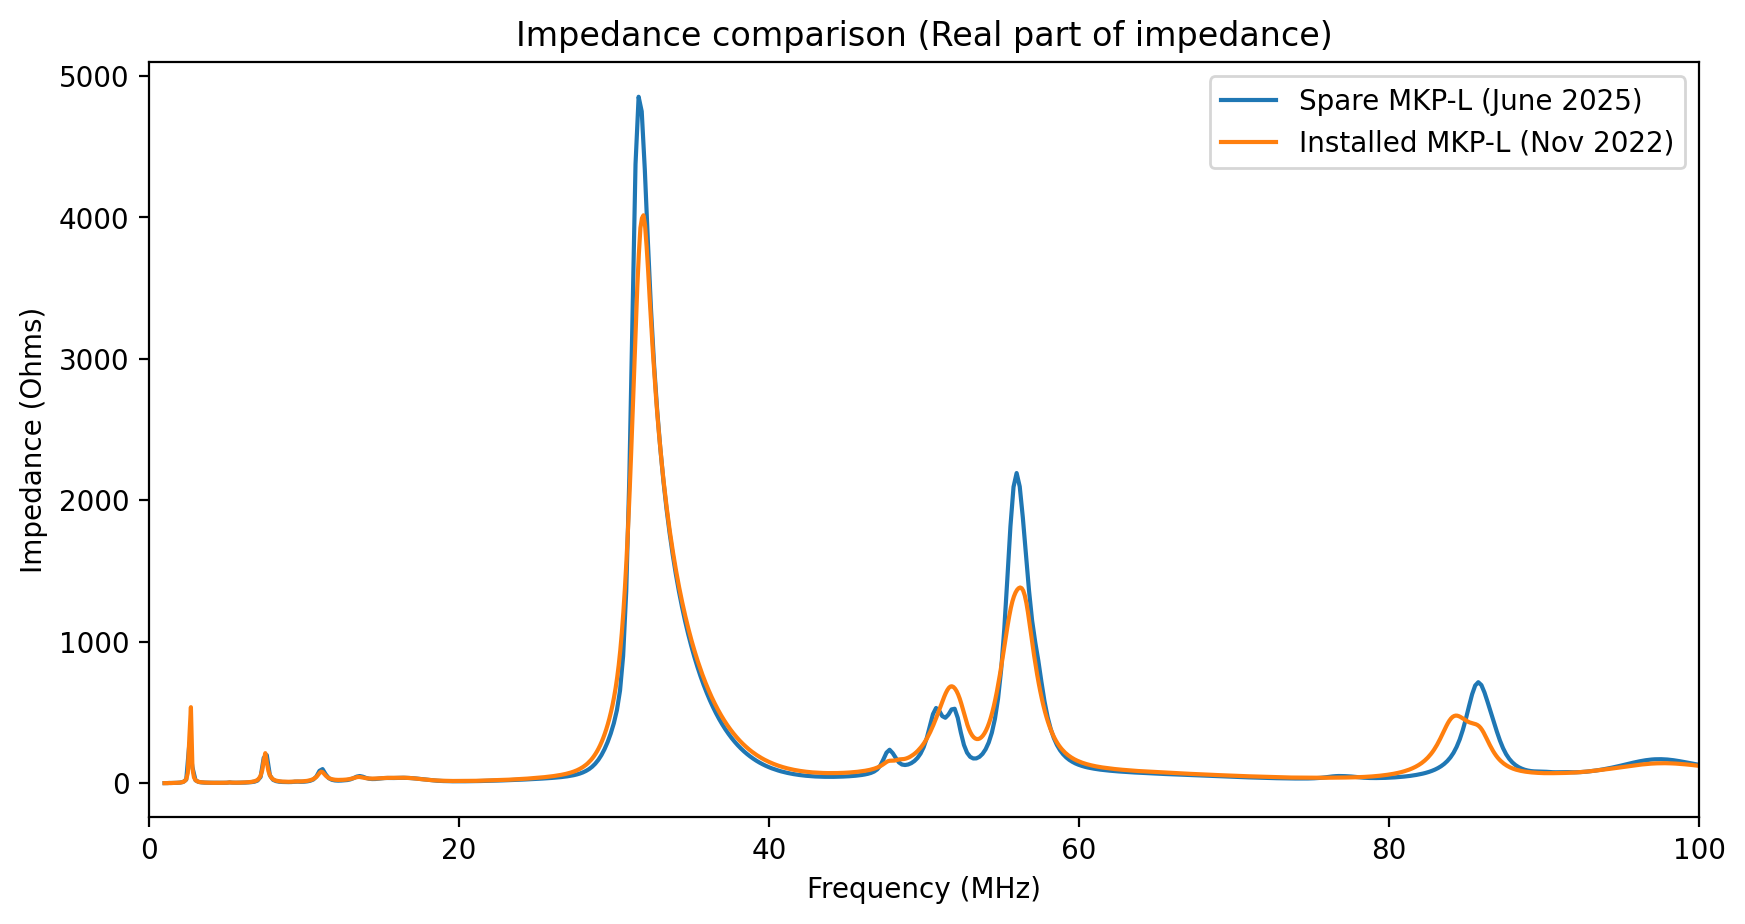 Impedance comparison (Real part of impedance)
Spare MKP-L (June 2025)
Installed MKP-L (Nov 2022)
Impedance (Ohms)
5000
4000
3000
2000
1000
0
0 20 40 60 80 100
Frequency (MHz)